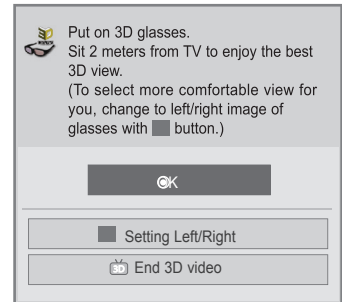 Put on 3D glasses.
Sit 2 meters from TV to enjoy the best
3D view.
(To select more comfortable view for
you, change to left/right image of
glasses with button.)
OK
Setting Left/Right
3D End 3D video